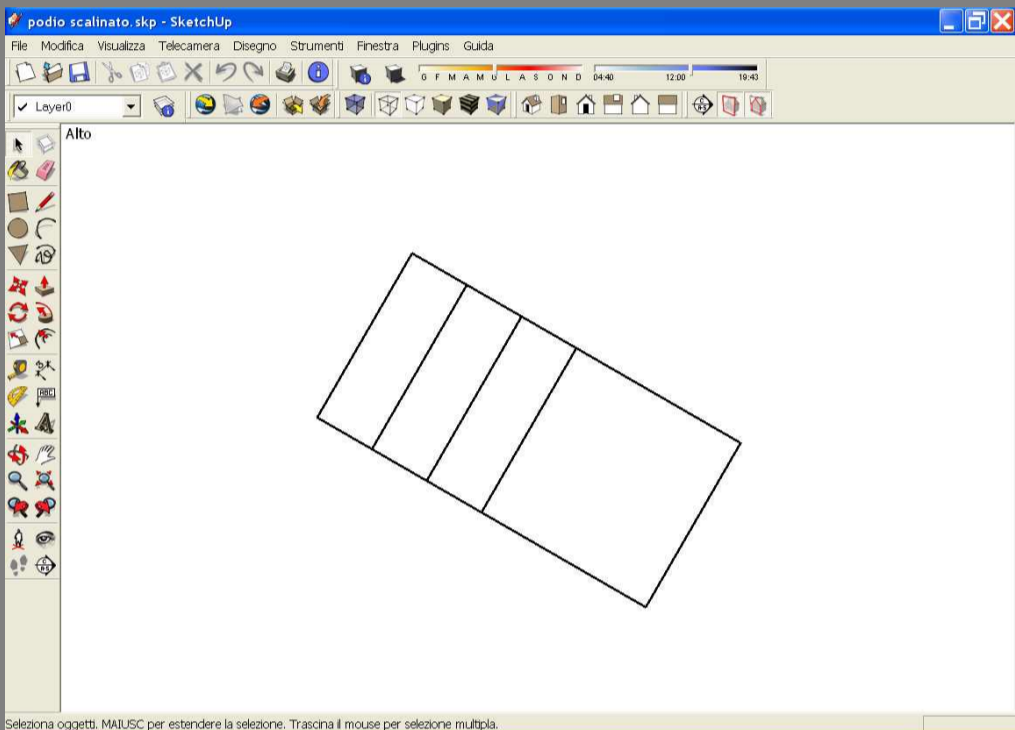 podio scalinato.skp - SketchUp
File Modifica Visualizza Telecamera Disegno Strumenti Finestra Plugins Guida
G F M A M U L A S O N D 04:40 12:00 19:43
Layer0
Alto
ABC
Seleziona oggetti. MAIUSC per estendere la selezione. Trascina il mouse per selezione multipla.